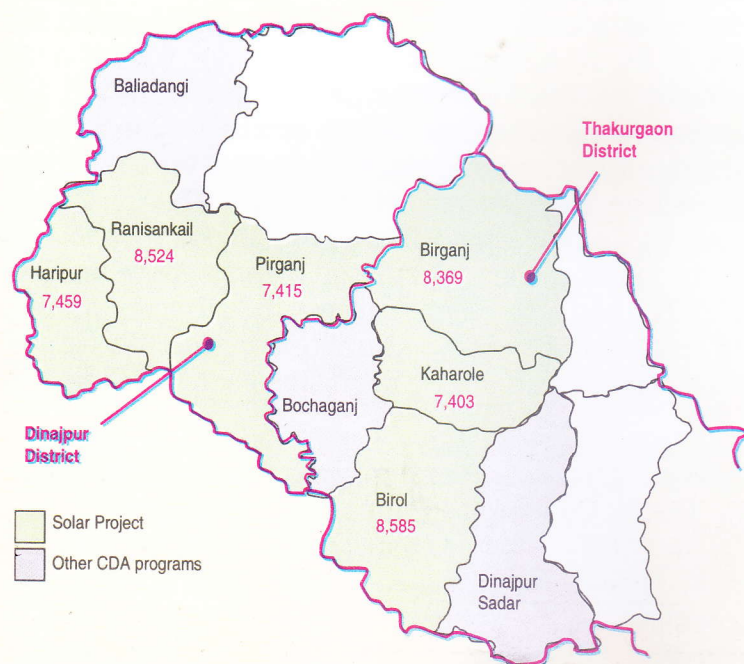 Baliadangi
Thakurgaon
District
Ranisankail
8,524
Birganj
8,369
Pirganj
7,415
Haripur
7,459
Kaharole
7,403
Bochaganj
Dinajpur
District
Birol
8,585
Solar Project
Other CDA programs
Dinajpur
Sadar